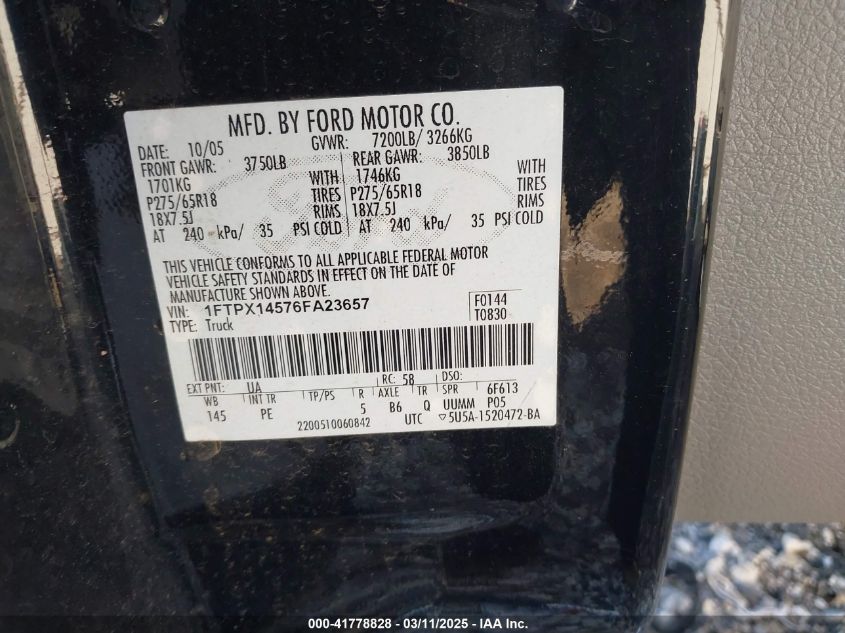 MFD. BY FORD MOTOR CO.
DATE: 10/05 GVWR: 7200LB/ 3266KG
FRONT GAWR: 3750LB REAR GAWR: 3850LB
1701KG WITH 1746KG WITH
P275/65R18 TIRES P275/65R18 TIRES
18X7.5J RIMS 18X7.5J RIMS
AT 240 kPa/ 35 PSI COLD AT 240 kPa/ 35 PSI COLD
THIS VEHICLE CONFORMS TO ALL APPLICABLE FEDERAL MOTOR
VEHICLE SAFETY STANDARDS IN EFFECT ON THE DATE OF
MANUFACTURE SHOWN ABOVE.
VIN: 1FTPX14576FA23657 F0144
TYPE: Truck T0830
EXT PNT: UA RC: 58 DSO:
WB INT TR TP/PS R AXLE TR SPR 6F613
145 PE 5 B6 Q UUMM P05
2200510060842 UTC ▽5U5A-1520472-BA
000-41778828 - 03/11/2025 - IAAI, Inc.